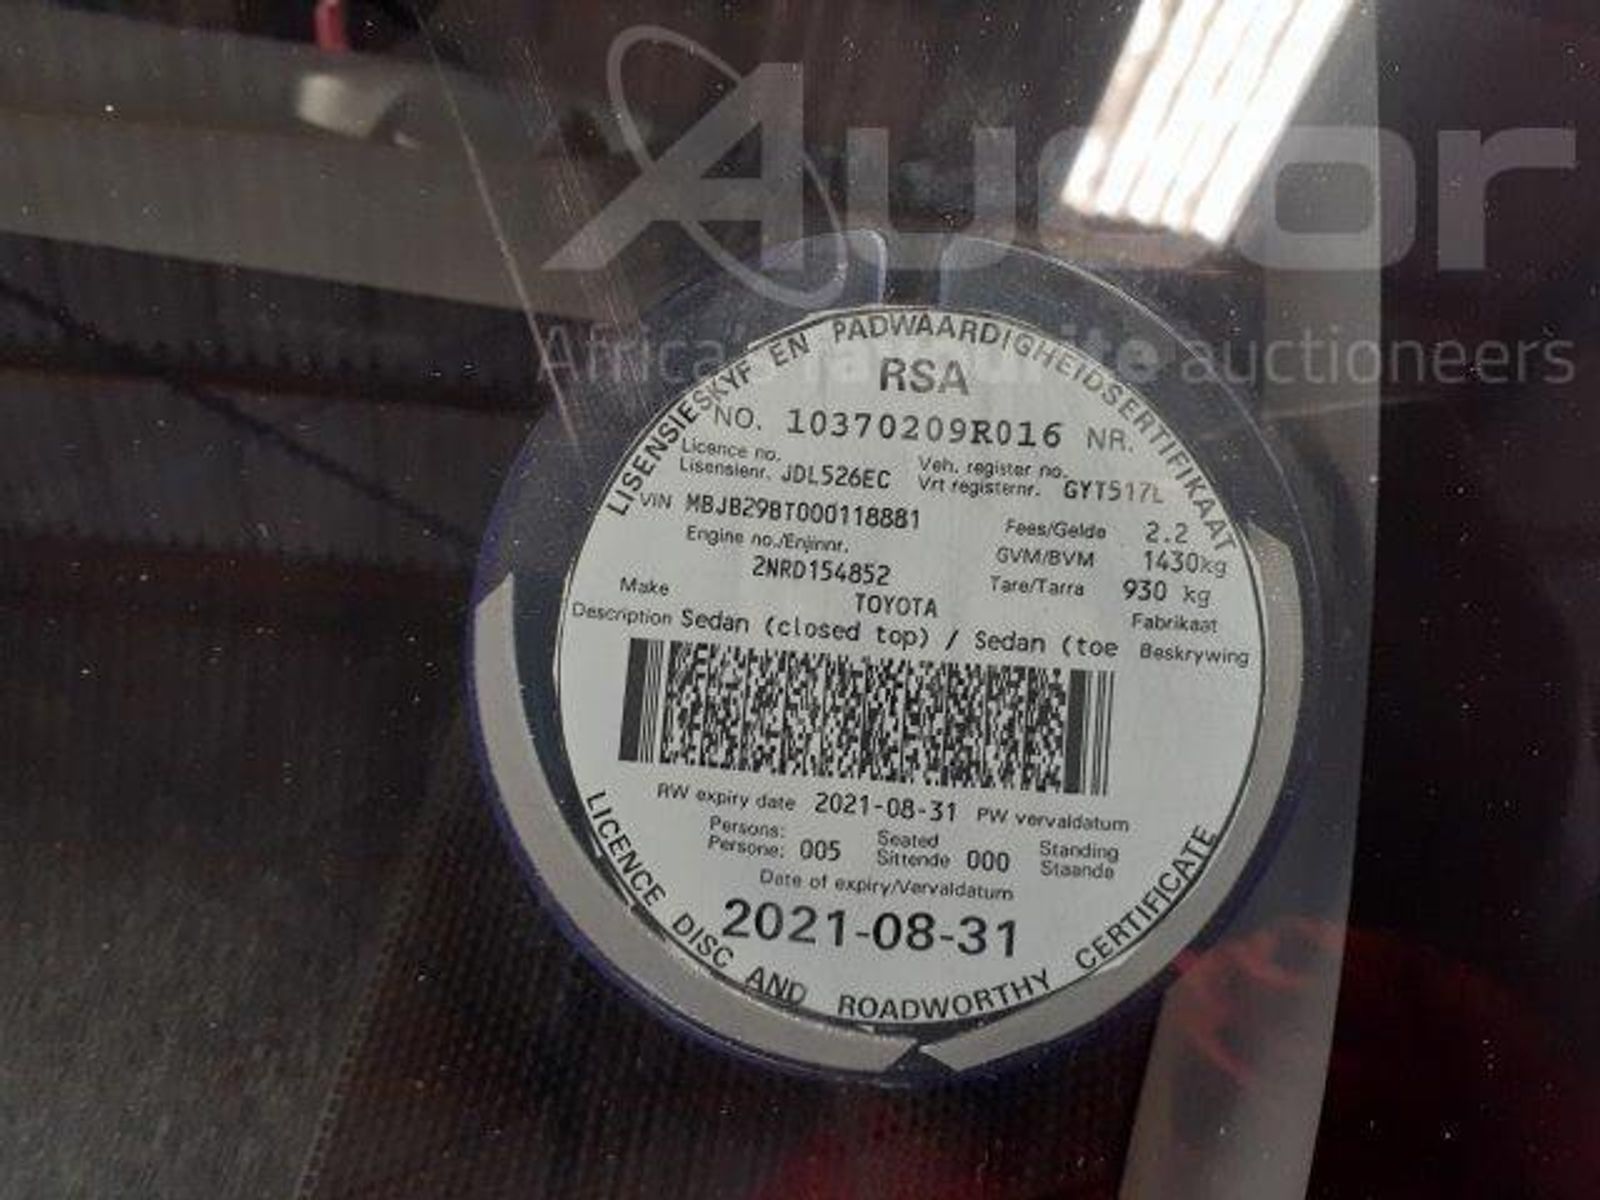 Aucor
Africa's favourite auctioneers
LISENSIESKYF EN PADWAARDIGHEIDSERTIFIKAAT
RSA
NO. 10370209R016 NR.
Licence no. Veh. register no.
Lisensienr. JDL526EC Vrt registernr. GYT517L
VIN MBJB29BT000118881 Fees/Gelde 2.2
Engine no./Enjinnr. GVM/BVM 1430kg
2NRD154852 Tare/Tarra 930 kg
Make TOYOTA Fabrikaat
Description Sedan (closed top) / Sedan (toe Beskrywing
RW expiry date 2021-08-31 PW vervaldatum
Persons: Seated Standing
Persone: 005 Sittende 000 Staande
Date of expiry/Vervaldatum
2021-08-31
LICENCE DISC AND ROADWORTHY CERTIFICATE